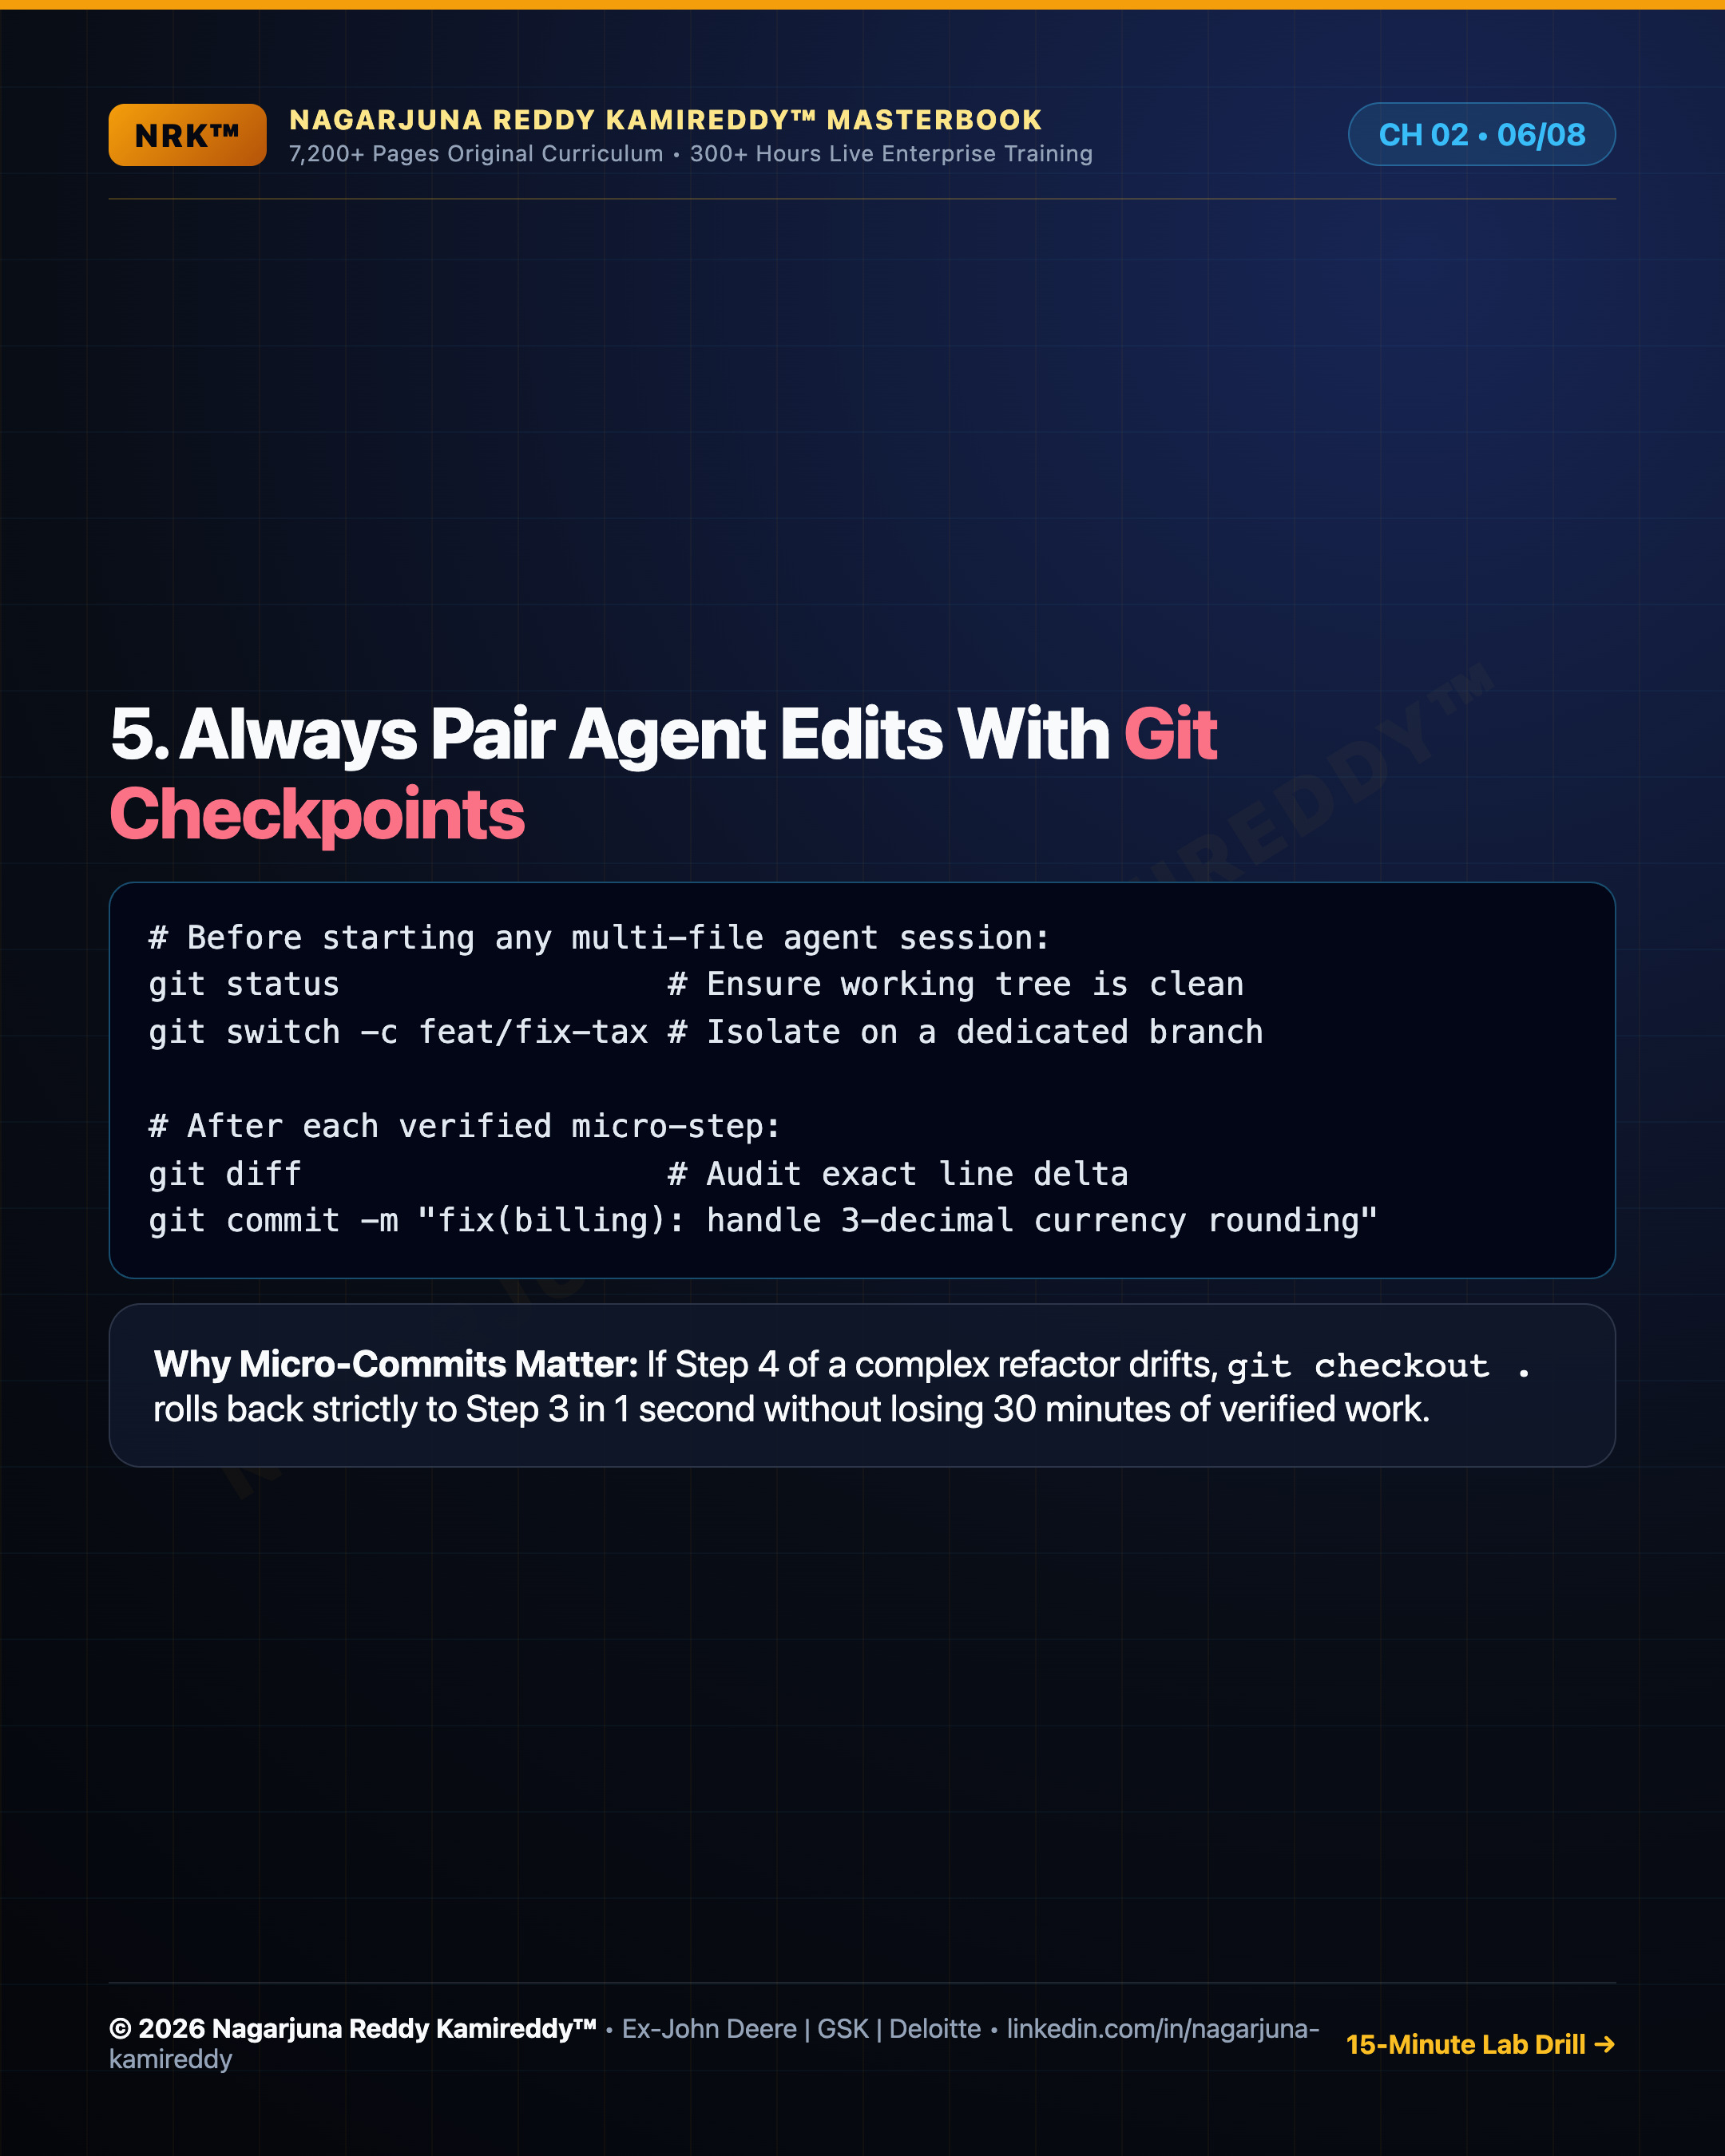 NRK™
NAGARJUNA REDDY KAMIREDDY™ MASTERBOOK
7,200+ Pages Original Curriculum • 300+ Hours Live Enterprise Training
CH 02 • 06/08
5. Always Pair Agent Edits With Git
Checkpoints
# Before starting any multi-file agent session:
git status                 # Ensure working tree is clean
git switch -c feat/fix-tax # Isolate on a dedicated branch
# After each verified micro-step:
git diff                   # Audit exact line delta
git commit -m "fix(billing): handle 3-decimal currency rounding"
Why Micro-Commits Matter: If Step 4 of a complex refactor drifts, git checkout .
rolls back strictly to Step 3 in 1 second without losing 30 minutes of verified work.
© 2026 Nagarjuna Reddy Kamireddy™ • Ex-John Deere | GSK | Deloitte • linkedin.com/in/nagarjuna-
kamireddy
15-Minute Lab Drill →